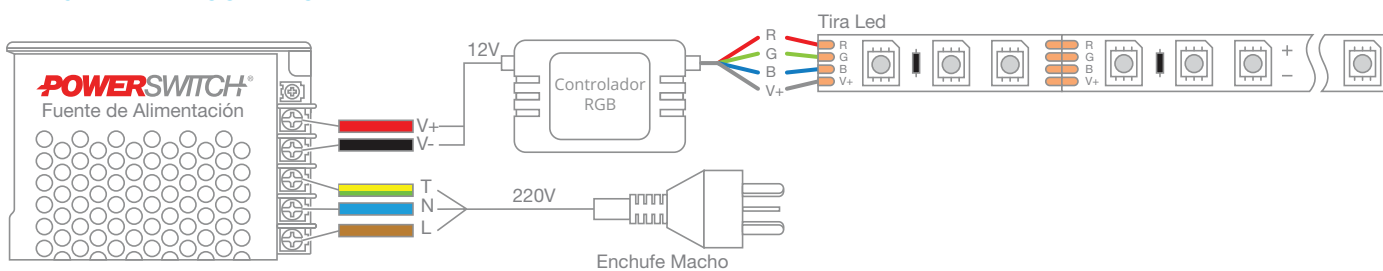 POWERSWITCH®
Fuente de Alimentación
V+
V-
T
N
L
12V
Controlador
RGB
R
G
B
V+
Tira Led
R
G
B
V+
R
G
B
V+
+
–
220V
Enchufe Macho